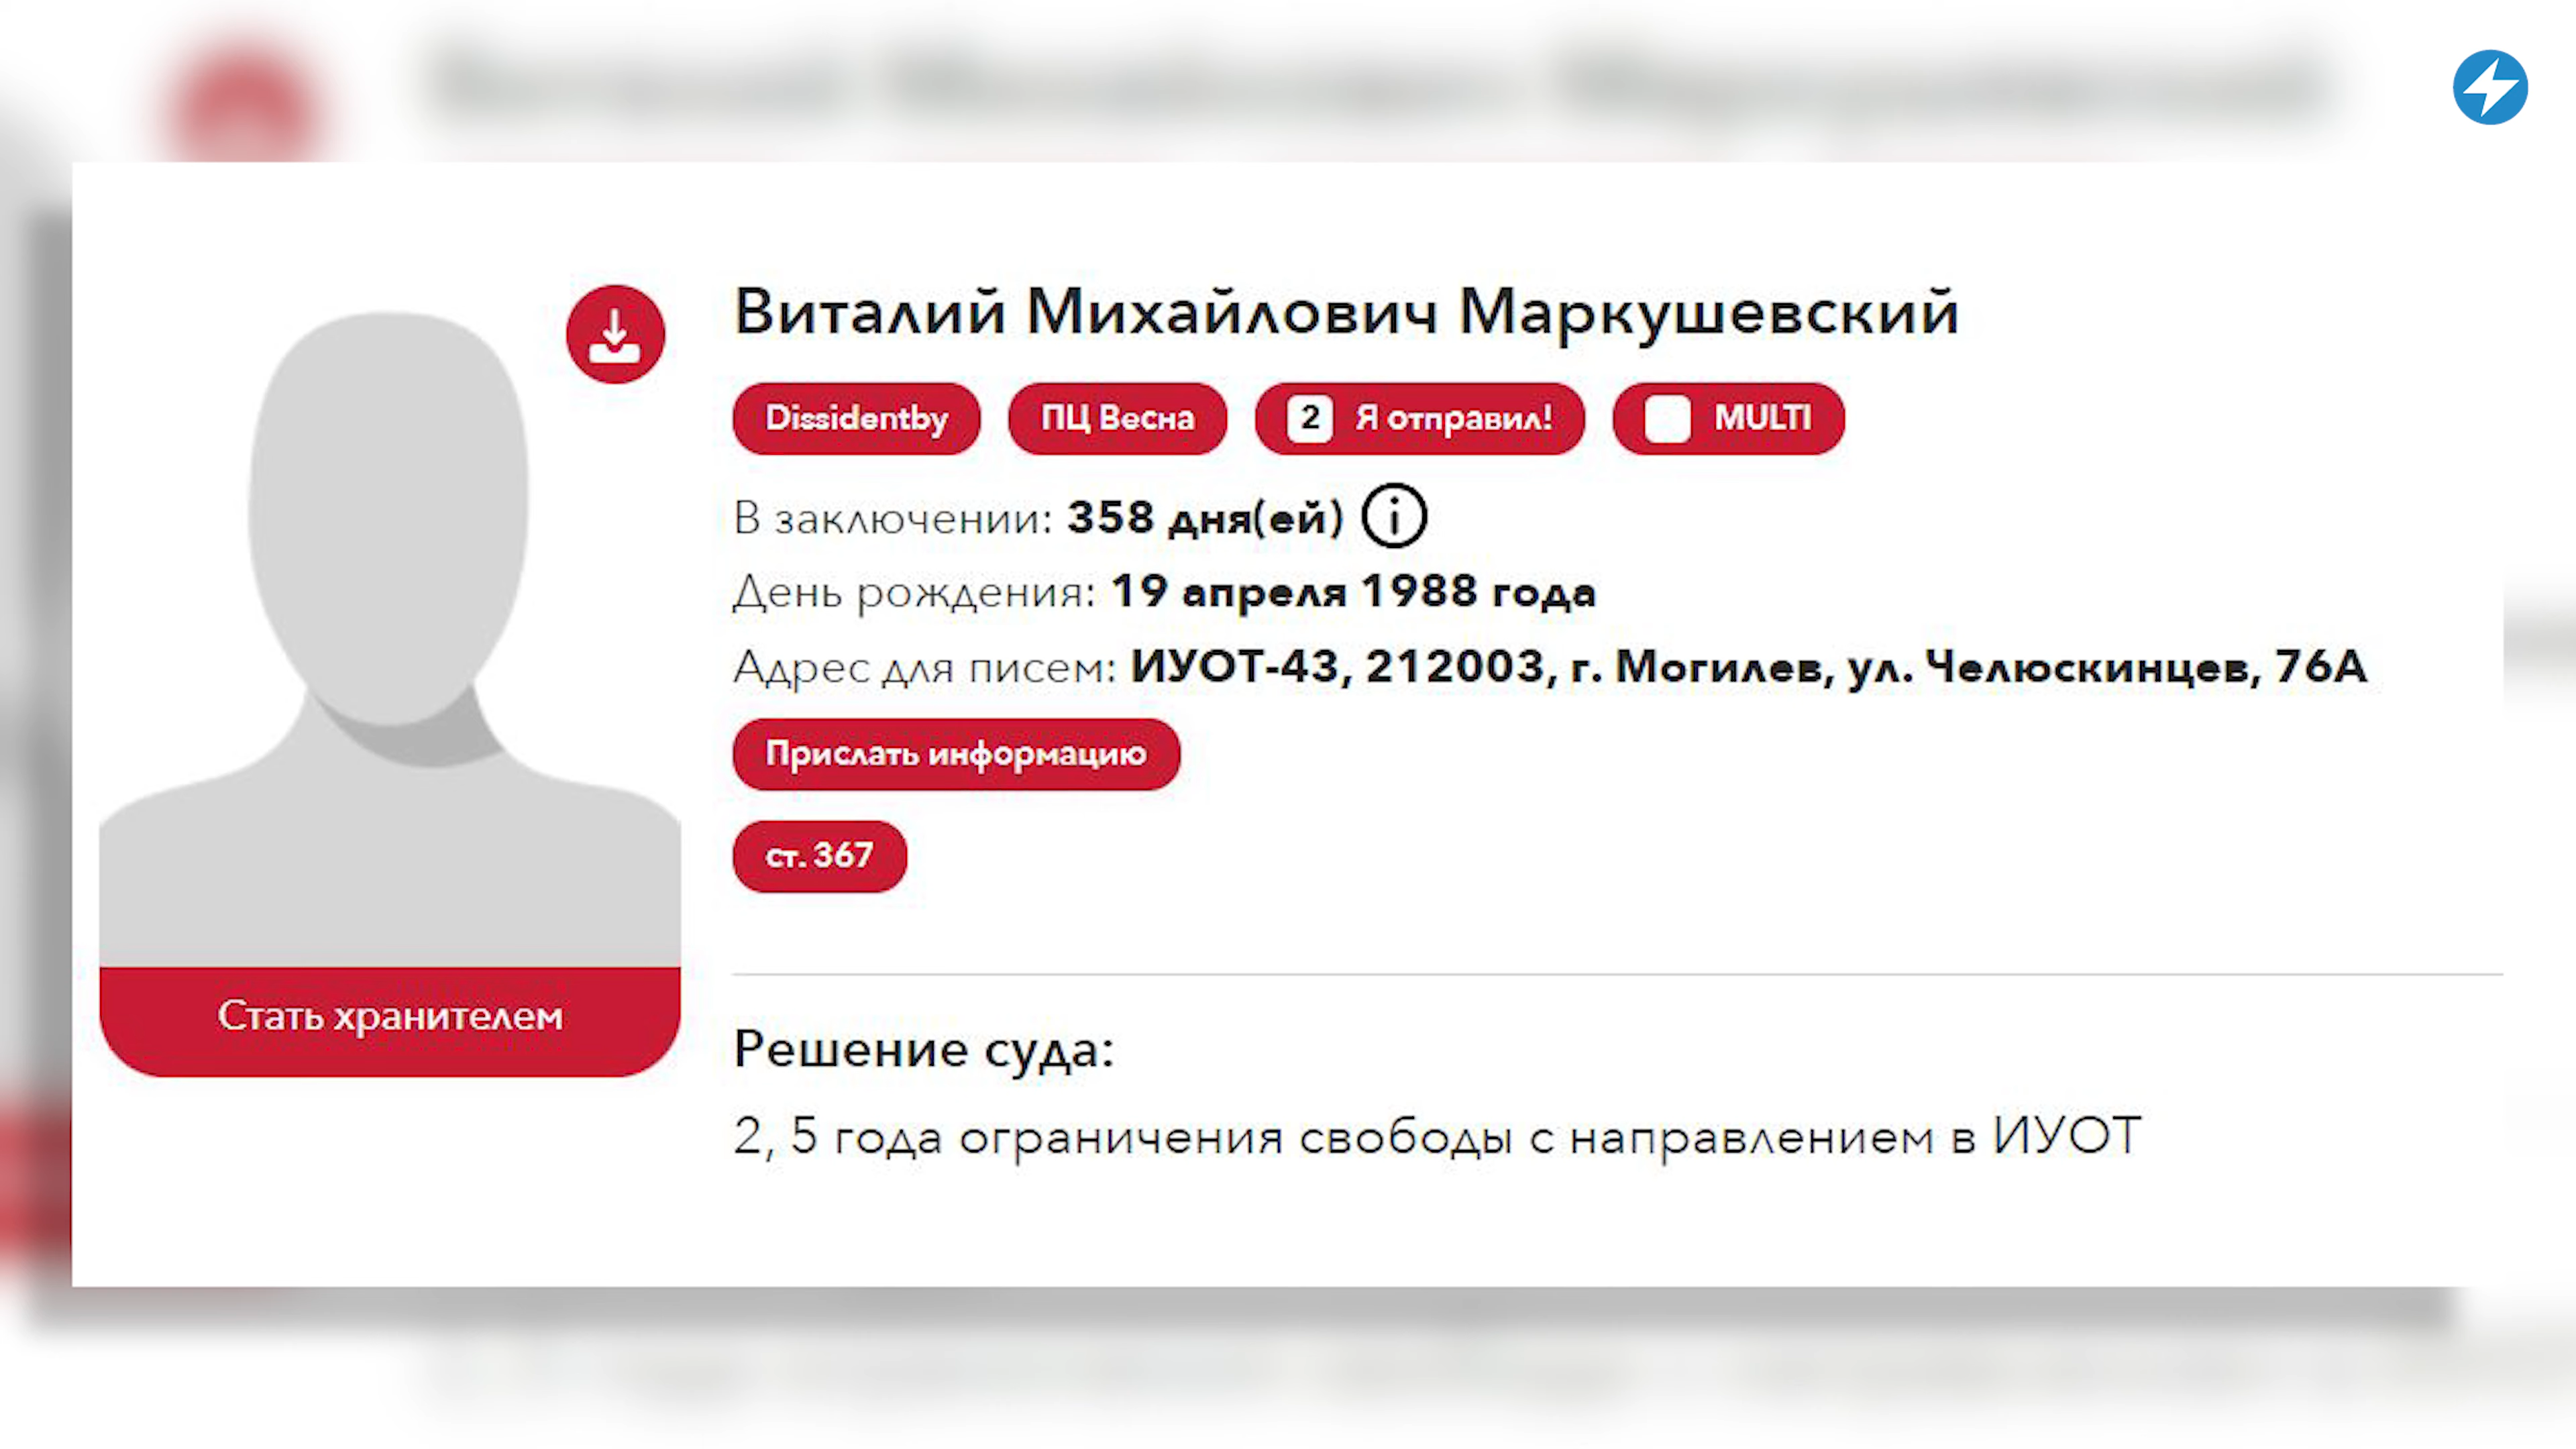 Виталий Михайлович Маркушевский
Dissidentby ПЦ Весна 2 Я отправил! MULTI
В заключении: 358 дня(ей) i
День рождения: 19 апреля 1988 года
Адрес для писем: ИУОТ-43, 212003, г. Могилев, ул. Челюскинцев, 76А
Прислать информацию
ст. 367
Стать хранителем
Решение суда:
2, 5 года ограничения свободы с направлением в ИУОТ